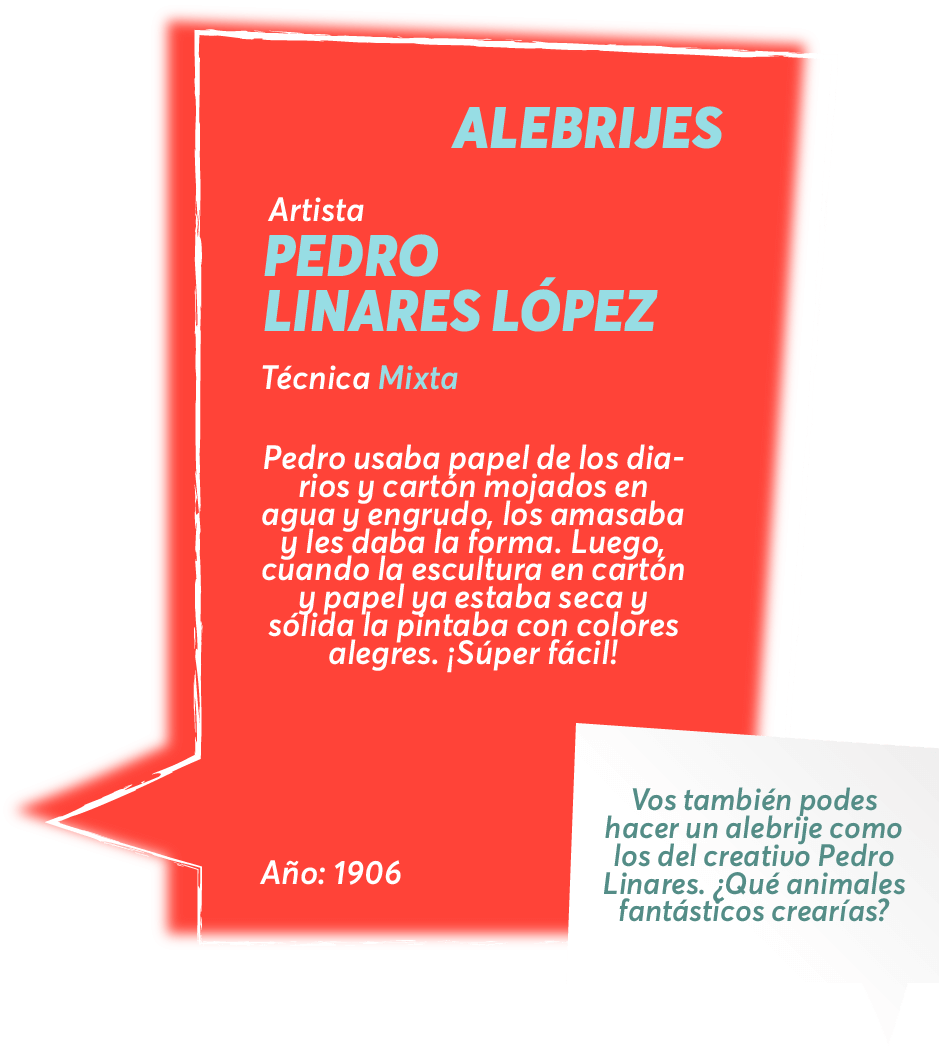 ALEBRIJES
Artista
PEDRO
LINARES LÓPEZ
Técnica Mixta
Pedro usaba papel de los dia-
rios y cartón mojados en
agua y engrudo, los amasaba
y les daba la forma. Luego,
cuando la escultura en cartón
y papel ya estaba seca y
sólida la pintaba con colores
alegres. ¡Súper fácil!
Año: 1906
Vos también podes
hacer un alebrije como
los del creativo Pedro
Linares. ¿Qué animales
fantásticos crearías?